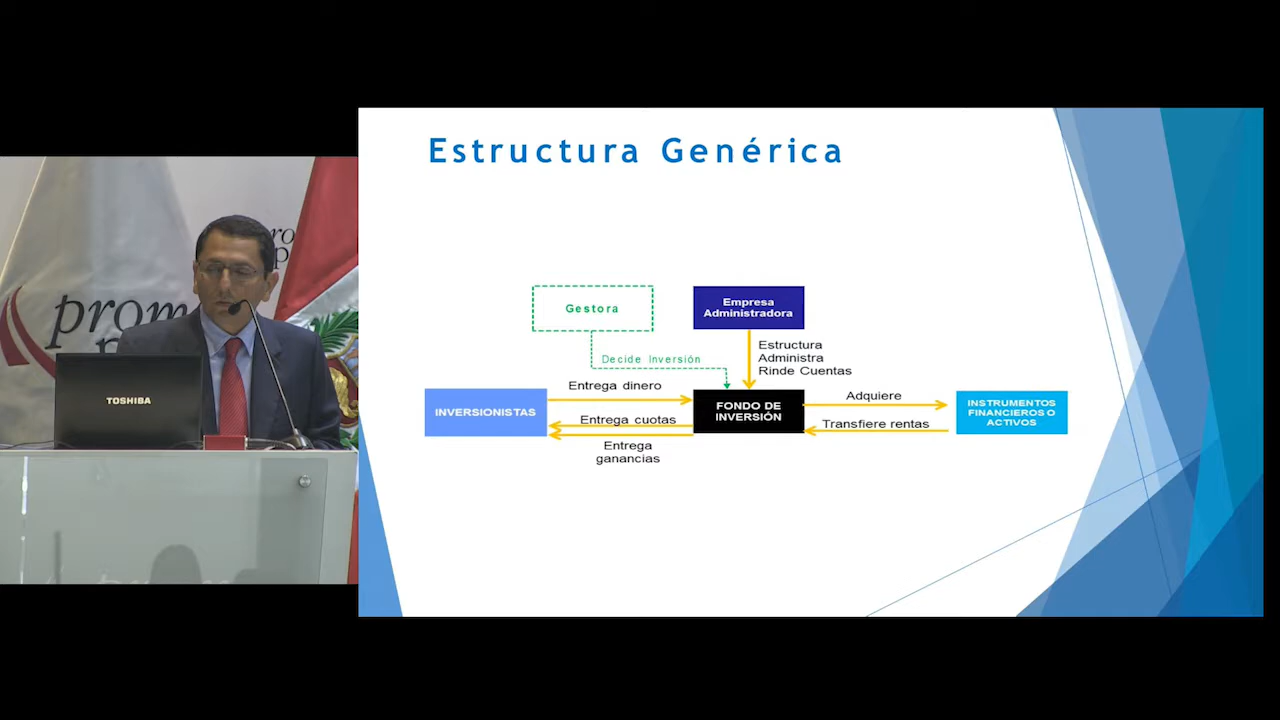 Estructura Genérica
Gestora
Empresa
Administradora
Decide Inversión
Estructura
Administra
Rinde Cuentas
INVERSIONISTAS
Entrega dinero
Entrega cuotas
Entrega
ganancias
FONDO DE
INVERSIÓN
Adquiere
Transfiere rentas
INSTRUMENTOS
FINANCIEROS O
ACTIVOS
TOSHIBA
prom